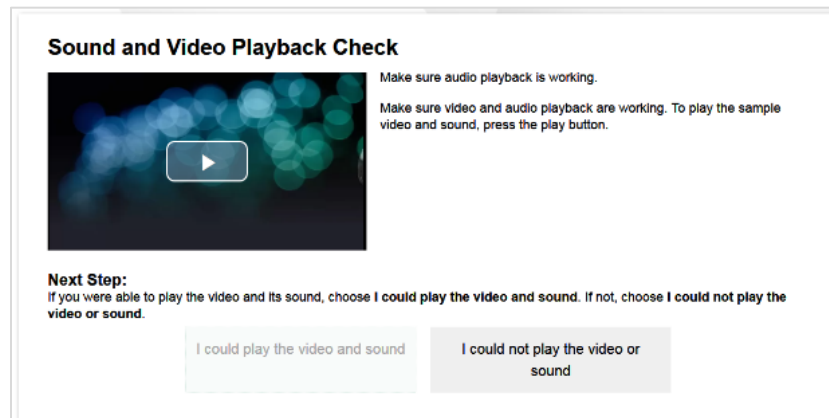 Sound and Video Playback Check
Make sure audio playback is working.
Make sure video and audio playback are working. To play the sample
video and sound, press the play button.
Next Step:
If you were able to play the video and its sound, choose I could play the video and sound. If not, choose I could not play the
video or sound.
I could play the video and sound
I could not play the video or
sound